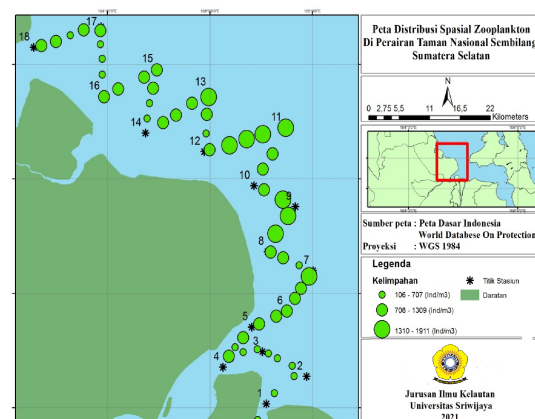 Peta Distribusi Spasial Zooplankton
Di Perairan Taman Nasional Sembilang
Sumatera Selatan
N
0 2,75 5,5 11 16,5 22
Kilometers
Sumber peta : Peta Dasar Indonesia
World Databese On Protection
Proyeksi : WGS 1984
Legenda
Kelimpahan
106 - 707 (Ind/m3)
708 - 1309 (Ind/m3)
1310 - 1911 (Ind/m3)
Titik Stasiun
Daratan
Jurusan Ilmu Kelautan
Universitas Sriwijaya
2021
17
18
15
16
13
14
11
12
10
9
8
7
6
5
3
4
2
1